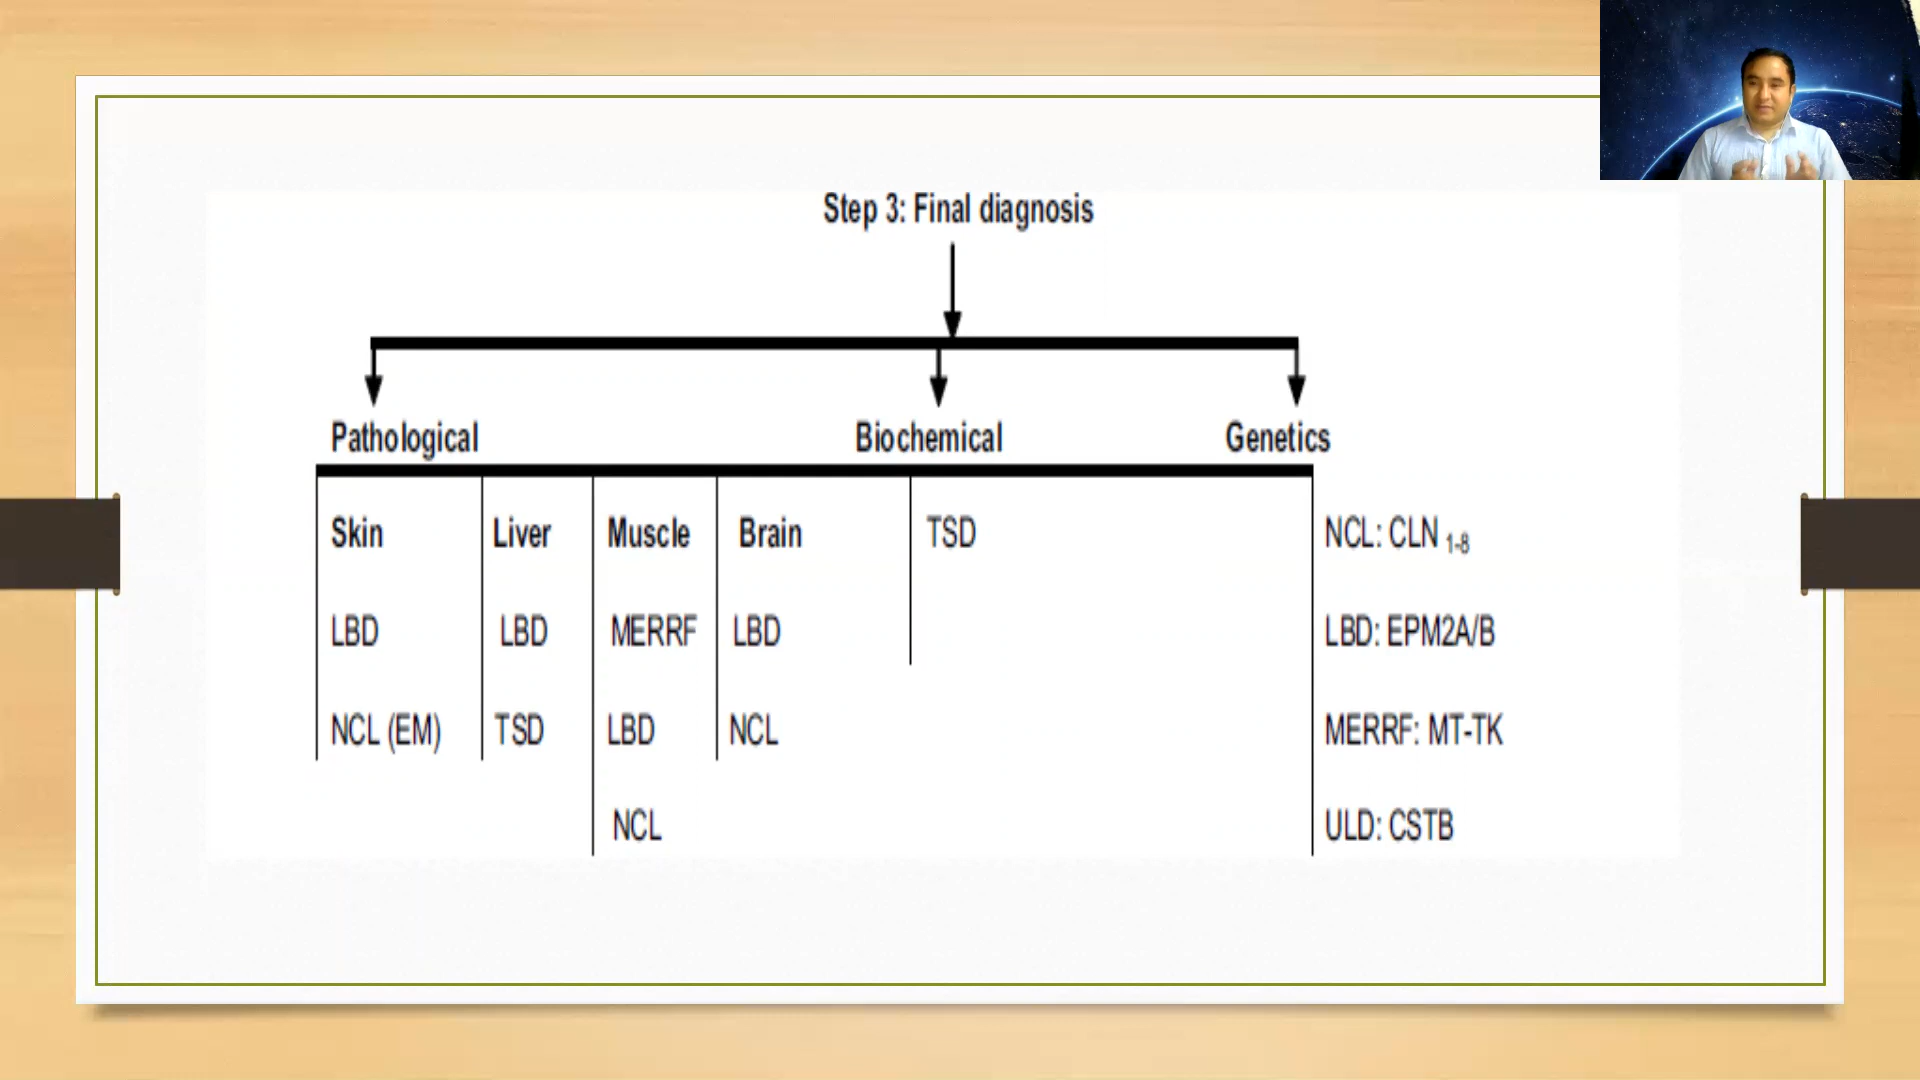 Step 3: Final diagnosis
Pathological Biochemical Genetics
Skin Liver Muscle Brain TSD NCL: CLN 1-8
LBD LBD MERRF LBD LBD: EPM2A/B
NCL (EM) TSD LBD NCL MERRF: MT-TK
NCL ULD: CSTB